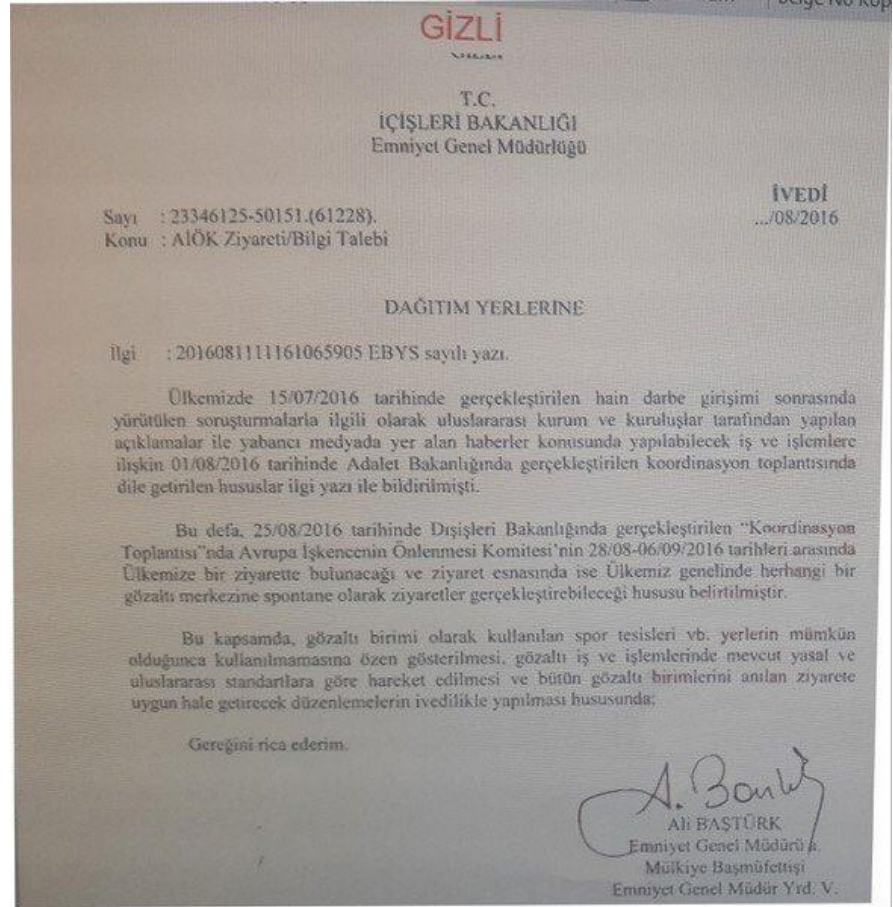 Belge No Kop
GİZLİ
T.C.
İÇİŞLERİ BAKANLIĞI
Emniyet Genel Müdürlüğü
İVEDİ
Sayı : 23346125-50151.(61228).
.../08/2016
Konu : AİÖK Ziyareti/Bilgi Talebi
DAĞITIM YERLERİNE
İlgi : 2016081111161065905 EBYS sayılı yazı.
Ülkemizde 15/07/2016 tarihinde gerçekleştirilen hain darbe girişimi sonrasında
yürütülen soruşturmalarla ilgili olarak uluslararası kurum ve kuruluşlar tarafından yapılan
açıklamalar ile yabancı medyada yer alan haberler konusunda yapılabilecek iş ve işlemlere
ilişkin 01/08/2016 tarihinde Adalet Bakanlığında gerçekleştirilen koordinasyon toplantısında
dile getirilen hususlar ilgi yazı ile bildirilmişti.
Bu defa, 25/08/2016 tarihinde Dışişleri Bakanlığında gerçekleştirilen “Koordinasyon
Toplantısı”nda Avrupa İşkencenin Önlenmesi Komitesi’nin 28/08-06/09/2016 tarihleri arasında
Ülkemize bir ziyarette bulunacağı ve ziyaret esnasında ise Ülkemiz genelinde herhangi bir
gözaltı merkezine spontane olarak ziyaretler gerçekleştirebileceği hususu belirtilmiştir.
Bu kapsamda, gözaltı birimi olarak kullanılan spor tesisleri vb. yerlerin mümkün
olduğunca kullanılmamasına özen gösterilmesi, gözaltı iş ve işlemlerinde mevcut yasal ve
uluslararası standartlara göre hareket edilmesi ve bütün gözaltı birimlerini anılan ziyarete
uygun hale getirecek düzenlemelerin ivedilikle yapılması hususunda;
Gereğini rica ederim.
Ali BAŞTÜRK
Emniyet Genel Müdürü a.
Mülkiye Başmüfettişi
Emniyet Genel Müdür Yrd. V.